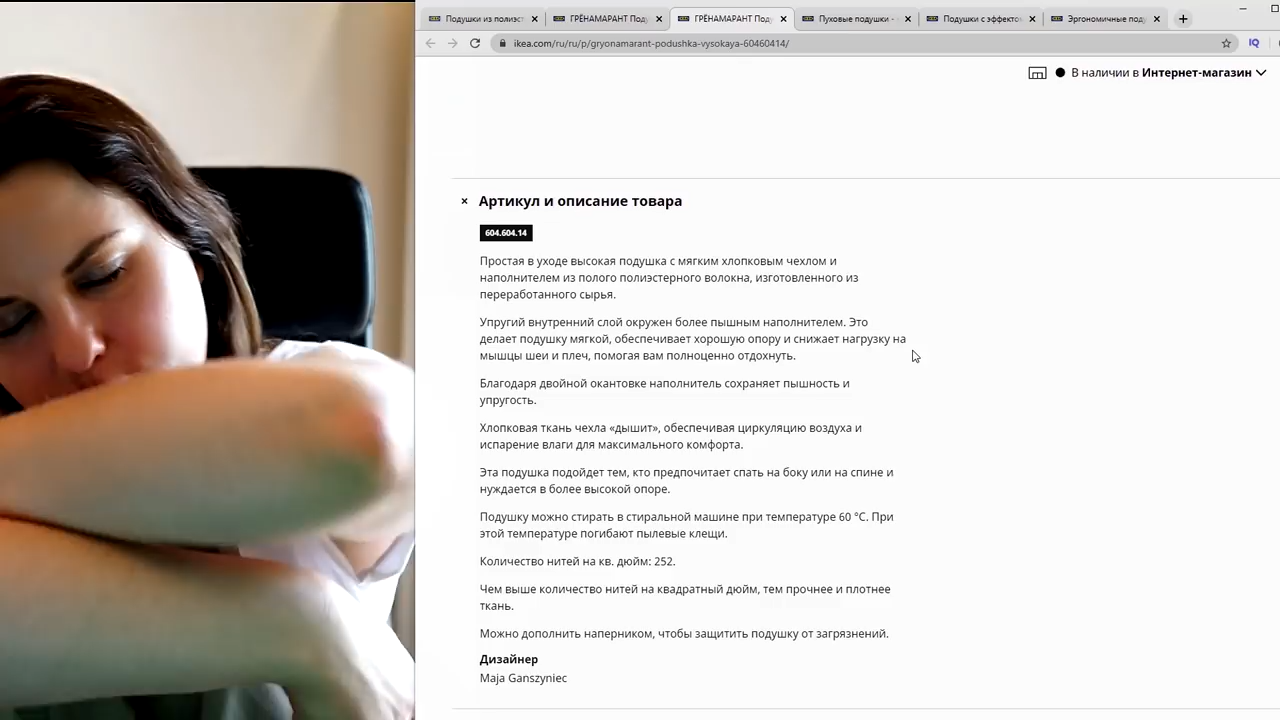 Подушки из полиэст
ГРЁНАМАРАНТ Поду
ГРЁНАМАРАНТ Поду
Пуховые подушки -
Подушки с эффекто
Эргономичные поду
ikea.com/ru/ru/p/gryonamarant-podushka-vysokaya-60460414/
IQ
В наличии в Интернет-магазин
Артикул и описание товара
604.604.14
Простая в уходе высокая подушка с мягким хлопковым чехлом и
наполнителем из полого полиэстерного волокна, изготовленного из
переработанного сырья.
Упругий внутренний слой окружен более пышным наполнителем. Это
делает подушку мягкой, обеспечивает хорошую опору и снижает нагрузку на
мышцы шеи и плеч, помогая вам полноценно отдохнуть.
Благодаря двойной окантовке наполнитель сохраняет пышность и
упругость.
Хлопковая ткань чехла «дышит», обеспечивая циркуляцию воздуха и
испарение влаги для максимального комфорта.
Эта подушка подойдет тем, кто предпочитает спать на боку или на спине и
нуждается в более высокой опоре.
Подушку можно стирать в стиральной машине при температуре 60 °C. При
этой температуре погибают пылевые клещи.
Количество нитей на кв. дюйм: 252.
Чем выше количество нитей на квадратный дюйм, тем прочнее и плотнее
ткань.
Можно дополнить наперником, чтобы защитить подушку от загрязнений.
Дизайнер
Maja Ganszyniec